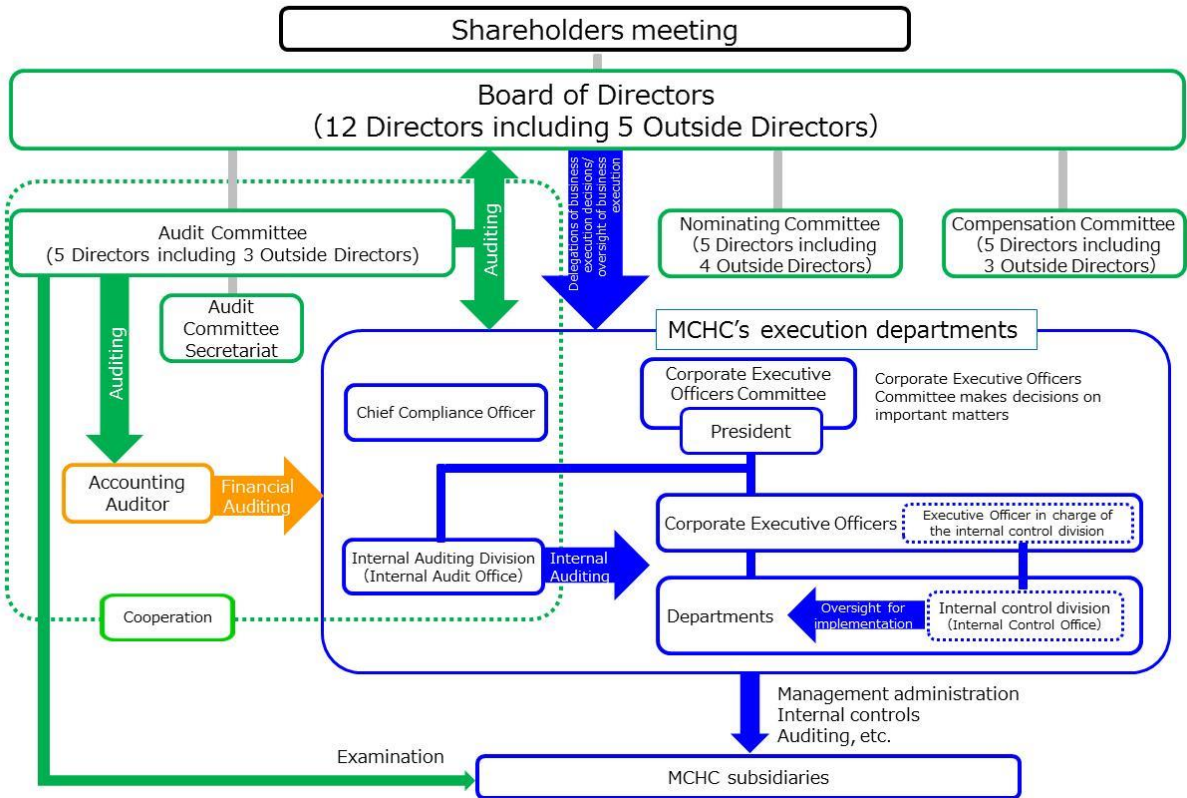 Shareholders meeting
Board of Directors
(12 Directors including 5 Outside Directors)
Auditing
Delegations of business
execution decisions/
oversight of business
execution
Audit Committee
(5 Directors including 3 Outside Directors)
Nominating Committee
(5 Directors including
4 Outside Directors)
Compensation Committee
(5 Directors including
3 Outside Directors)
Auditing
Audit
Committee
Secretariat
MCHC's execution departments
Corporate Executive
Officers Committee
President
Corporate Executive Officers
Committee makes decisions on
important matters
Chief Compliance Officer
Accounting
Auditor
Financial
Auditing
Corporate Executive Officers
Executive Officer in charge of
the internal control division
Internal Auditing Division
(Internal Audit Office)
Internal
Auditing
Departments
Oversight for
implementation
Internal control division
(Internal Control Office)
Cooperation
Management administration
Internal controls
Auditing, etc.
Examination
MCHC subsidiaries